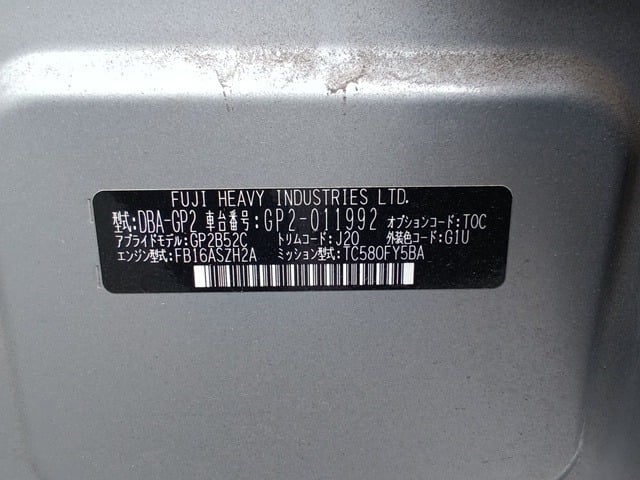 FUJI HEAVY INDUSTRIES LTD.
型式:DBA-GP2 車台番号:GP2-011992 オプションコード:TOC
アプライドモデル:GP2B52C トリムコード:J20 外装色コード:G1U
エンジン型式:FB16ASZH2A ミッション型式:TC580FY5BA